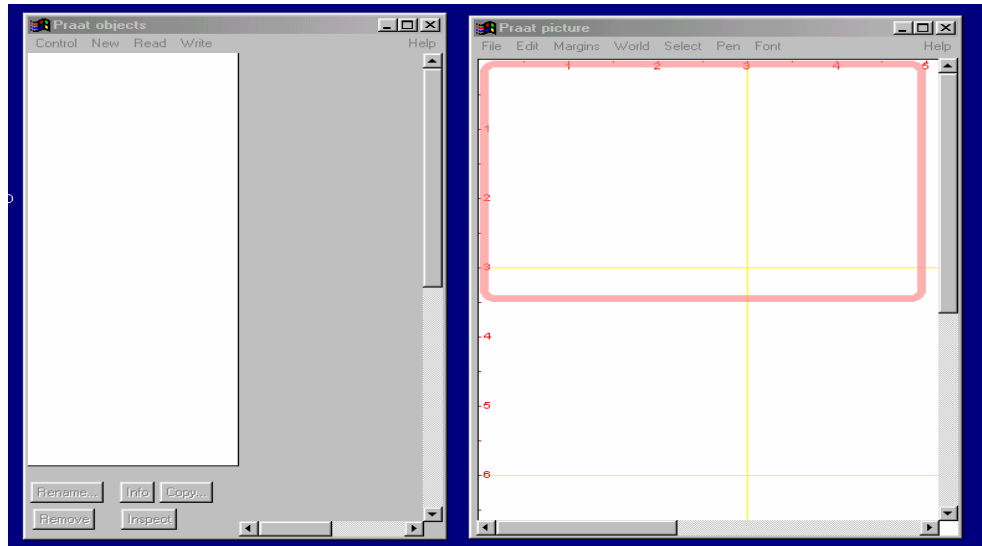 Praat objects
Control New Read Write Help
Rename... Info Copy...
Remove Inspect
Praat picture
File Edit Margins World Select Pen Font Help
1 2 3 4 5
1
2
3
4
5
6